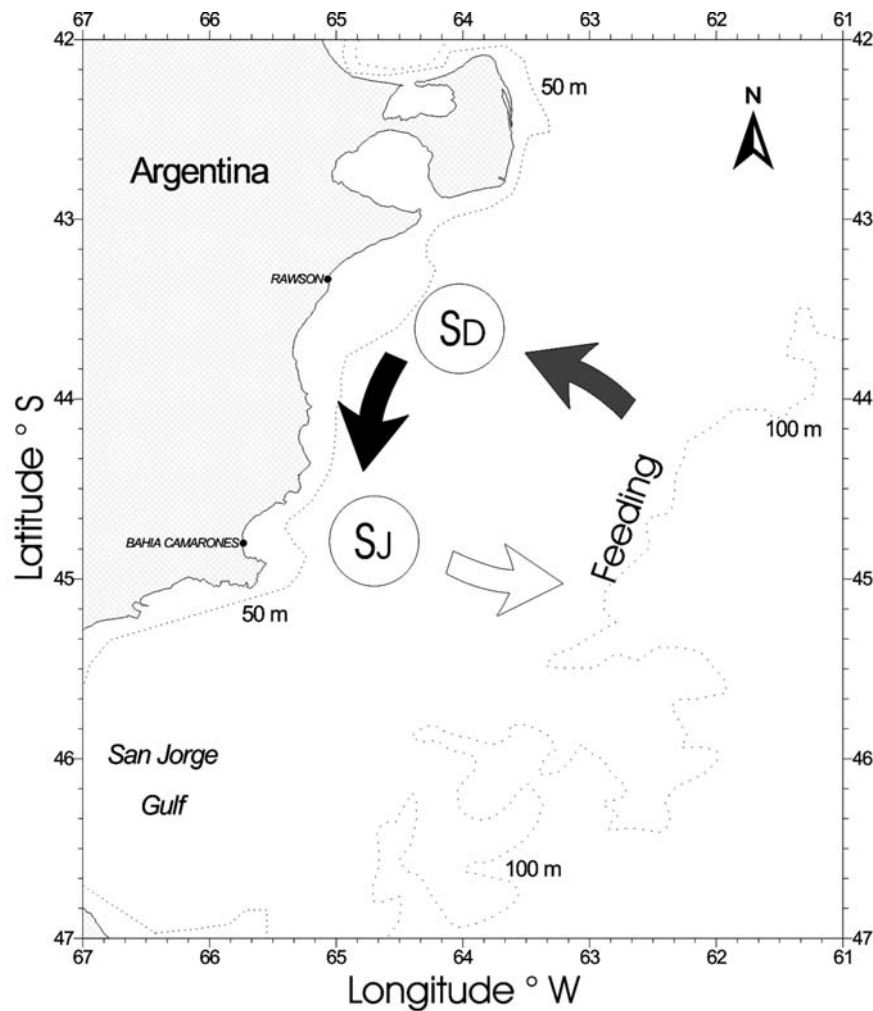 67 66 65 64 63 62 61
42 42
50 m
N
Argentina
43 43
RAWSON
SD
44 44
100 m
Feeding
Latitude ° S
SJ
BAHIA CAMARONES
45 45
50 m
San Jorge
Gulf
46 46
100 m
47 47
67 66 65 64 63 62 61
Longitude ° W